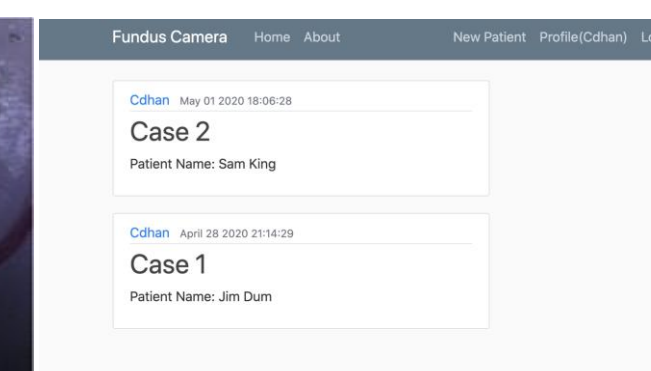 Fundus Camera Home About New Patient Profile(Cdhan)
Cdhan May 01 2020 18:06:28
Case 2
Patient Name: Sam King
Cdhan April 28 2020 21:14:29
Case 1
Patient Name: Jim Dum